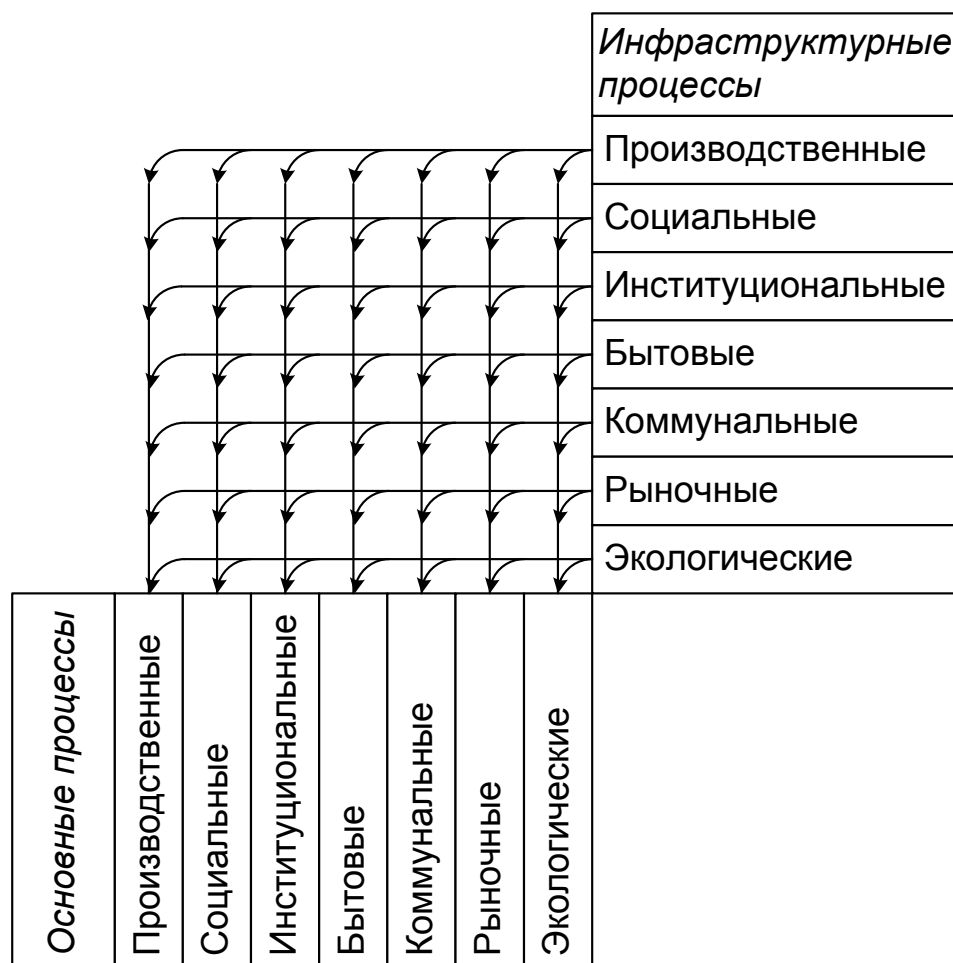 Инфраструктурные
процессы
Производственные
Социальные
Институциональные
Бытовые
Коммунальные
Рыночные
Экологические
Основные процессы
Производственные
Социальные
Институциональные
Бытовые
Коммунальные
Рыночные
Экологические